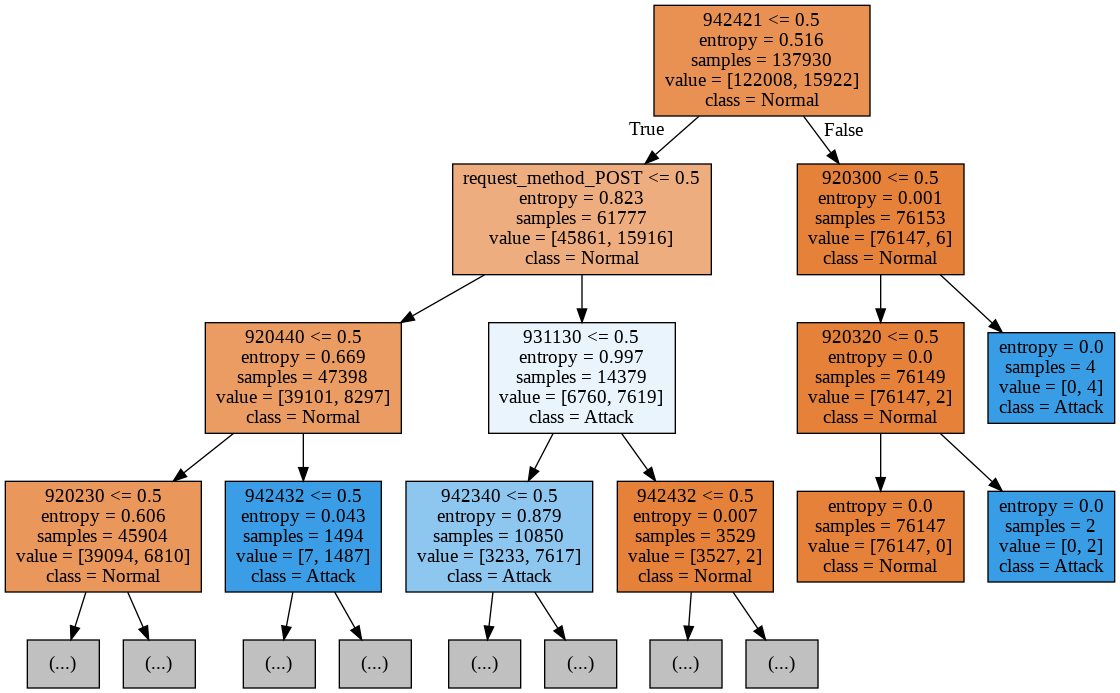 942421 <= 0.5
entropy = 0.516
samples = 137930
value = [122008, 15922]
class = Normal
True
False
request_method_POST <= 0.5
entropy = 0.823
samples = 61777
value = [45861, 15916]
class = Normal
920300 <= 0.5
entropy = 0.001
samples = 76153
value = [76147, 6]
class = Normal
920440 <= 0.5
entropy = 0.669
samples = 47398
value = [39101, 8297]
class = Normal
931130 <= 0.5
entropy = 0.997
samples = 14379
value = [6760, 7619]
class = Attack
920320 <= 0.5
entropy = 0.0
samples = 76149
value = [76147, 2]
class = Normal
entropy = 0.0
samples = 4
value = [0, 4]
class = Attack
920230 <= 0.5
entropy = 0.606
samples = 45904
value = [39094, 6810]
class = Normal
942432 <= 0.5
entropy = 0.043
samples = 1494
value = [7, 1487]
class = Attack
942340 <= 0.5
entropy = 0.879
samples = 10850
value = [3233, 7617]
class = Attack
942432 <= 0.5
entropy = 0.007
samples = 3529
value = [3527, 2]
class = Normal
entropy = 0.0
samples = 76147
value = [76147, 0]
class = Normal
entropy = 0.0
samples = 2
value = [0, 2]
class = Attack
(...)
(...)
(...)
(...)
(...)
(...)
(...)
(...)